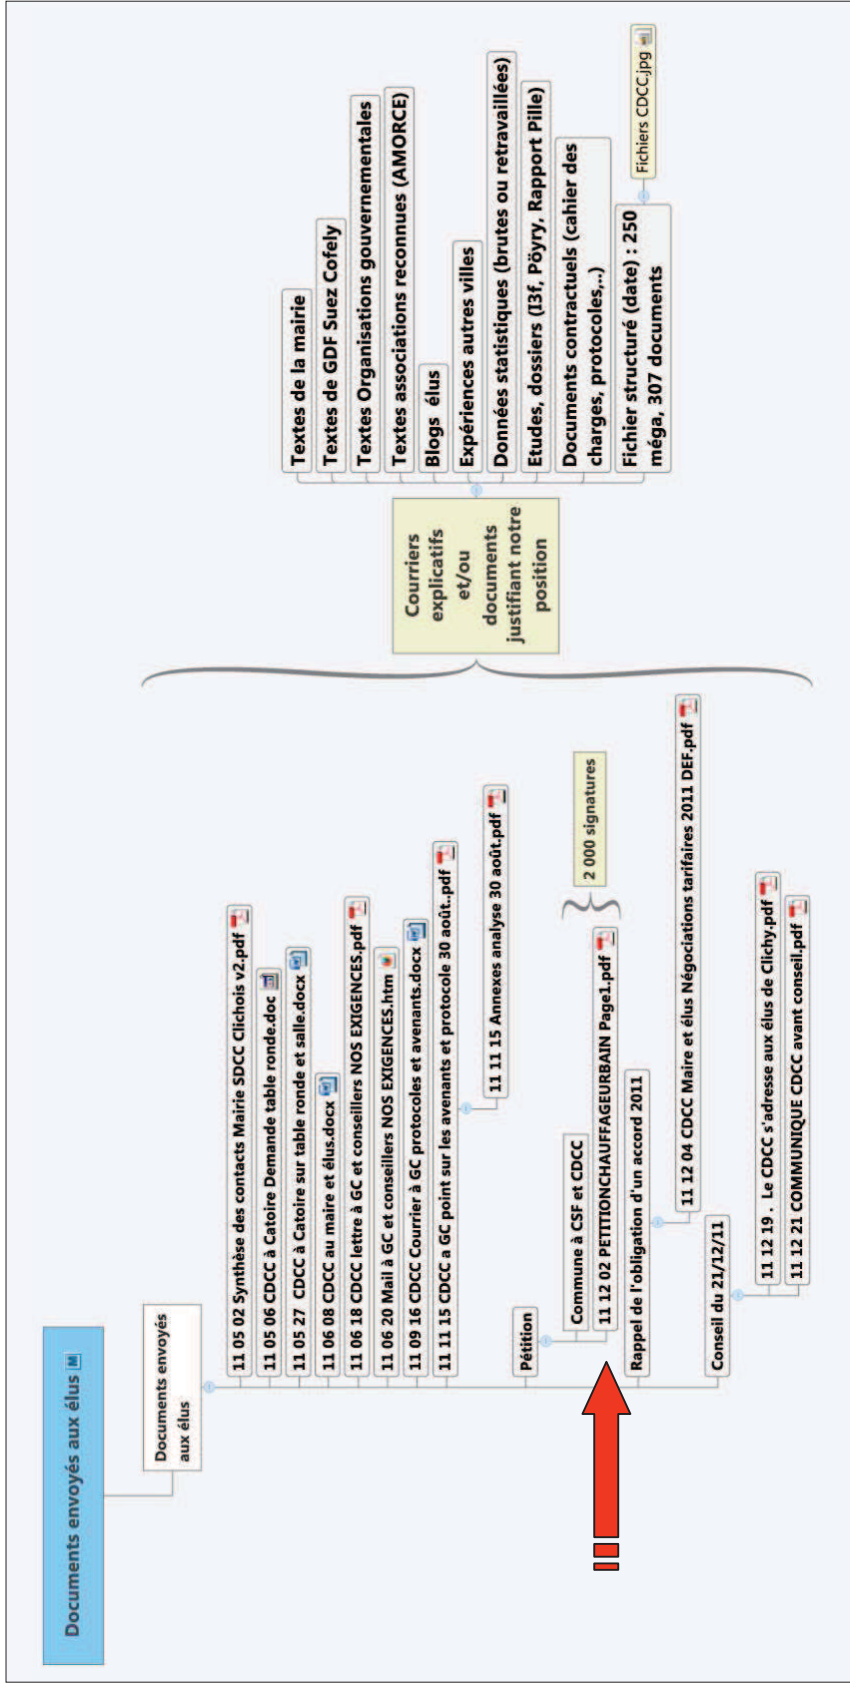 Documents envoyés aux élus
Documents envoyés
aux élus
11 05 02 Synthèse des contacts Mairie SDCC Clichois v2.pdf
11 05 06 CDCC à Catoire Demande table ronde.doc
11 05 27 CDCC à Catoire sur table ronde et salle.docx
11 06 08 CDCC au maire et élus.docx
11 06 18 CDCC lettre à GC et conseillers NOS EXIGENCES.pdf
11 06 20 Mail à GC et conseillers NOS EXIGENCES.htm
11 09 16 CDCC Courrier à GC protocoles et avenants.docx
11 11 15 CDCC a GC point sur les avenants et protocole 30 août..pdf
11 11 15 Annexes analyse 30 août.pdf
Pétition
Commune à CSF et CDCC
11 12 02 PETITIONCHAUFFAGEURBAIN Page1.pdf
2 000 signatures
Rappel de l'obligation d'un accord 2011
11 12 04 CDCC Maire et élus Négociations tarifaires 2011 DEF.pdf
Conseil du 21/12/11
11 12 19 . Le CDCC s'adresse aux élus de Clichy.pdf
11 12 21 COMMUNIQUE CDCC avant conseil.pdf
Courriers
explicatifs
et/ou
documents
justifiant notre
position
Textes de la mairie
Textes de GDF Suez Cofely
Textes Organisations gouvernementales
Textes associations reconnues (AMORCE)
Blogs élus
Expériences autres villes
Données statistiques (brutes ou retravaillées)
Etudes, dossiers (I3f, Pöyry, Rapport Pille)
Documents contractuels (cahier des
charges, protocoles,..)
Fichier structuré (date) : 250
méga, 307 documents
Fichiers CDCC.jpg